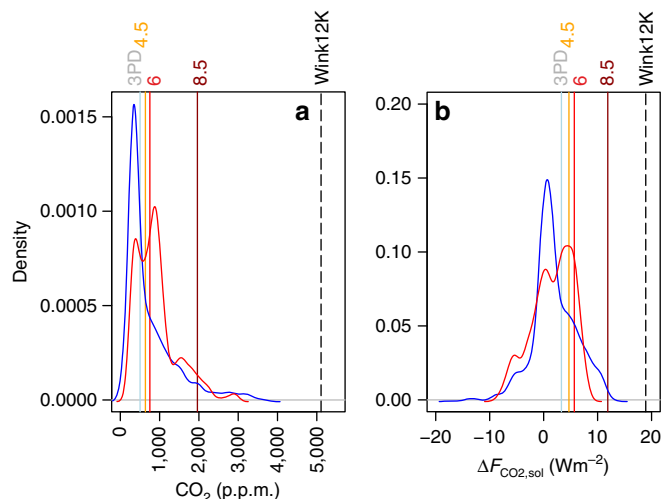 3PD 4.5 6 8.5 Wink12K
3PD 4.5 6 8.5 Wink12K
a
b
Density
0.0015
0.0010
0.0005
0.0000
0 1,000 2,000 3,000 4,000 5,000
CO₂ (p.p.m.)
0.20
0.15
0.10
0.05
0.00
−20 −10 0 10 20
ΔF_CO2,sol (Wm⁻²)